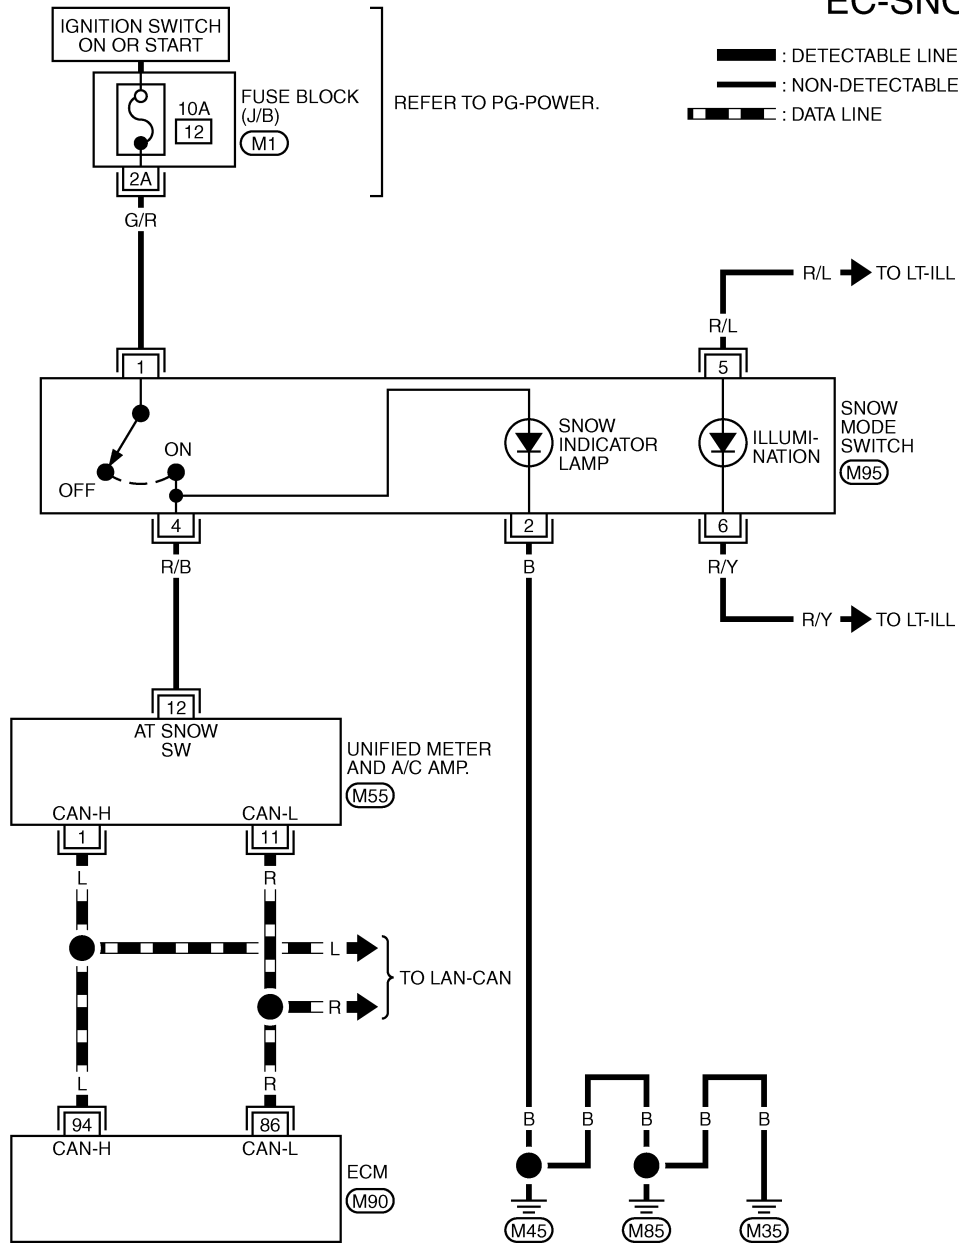 EC-SNO
IGNITION SWITCH
ON OR START
: DETECTABLE LINE
: NON-DETECTABLE
: DATA LINE
10A
12
FUSE BLOCK
(J/B)
M1
REFER TO PG-POWER.
2A
G/R
R/L
TO LT-ILL
R/L
1
5
ON
OFF
SNOW
INDICATOR
LAMP
ILLUMI-
NATION
SNOW
MODE
SWITCH
M95
4
2
6
R/B
B
R/Y
R/Y
TO LT-ILL
12
AT SNOW
SW
UNIFIED METER
AND A/C AMP.
M55
CAN-H
CAN-L
1
11
L
R
L
R
TO LAN-CAN
L
R
94
86
CAN-H
CAN-L
ECM
M90
B
B
B
B
B
M45
M85
M35